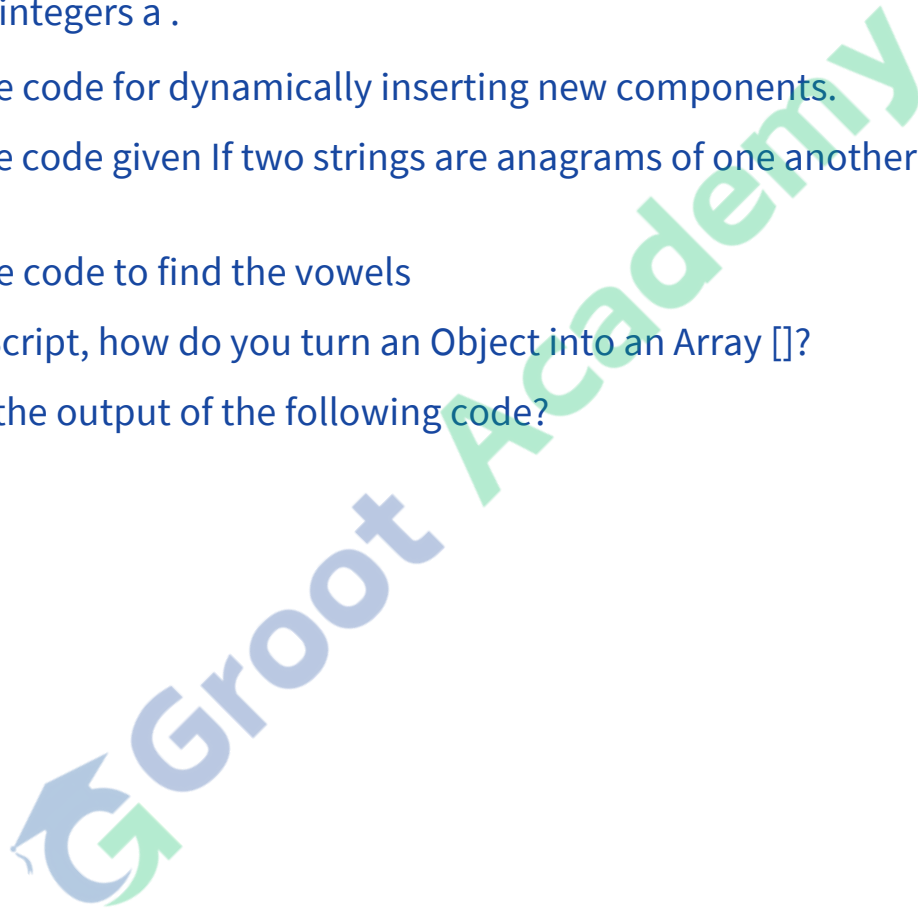 integers a .
e code for dynamically inserting new components.
e code given If two strings are anagrams of one another
e code to find the vowels
cript, how do you turn an Object into an Array []?
the output of the following code?
Groot Academy